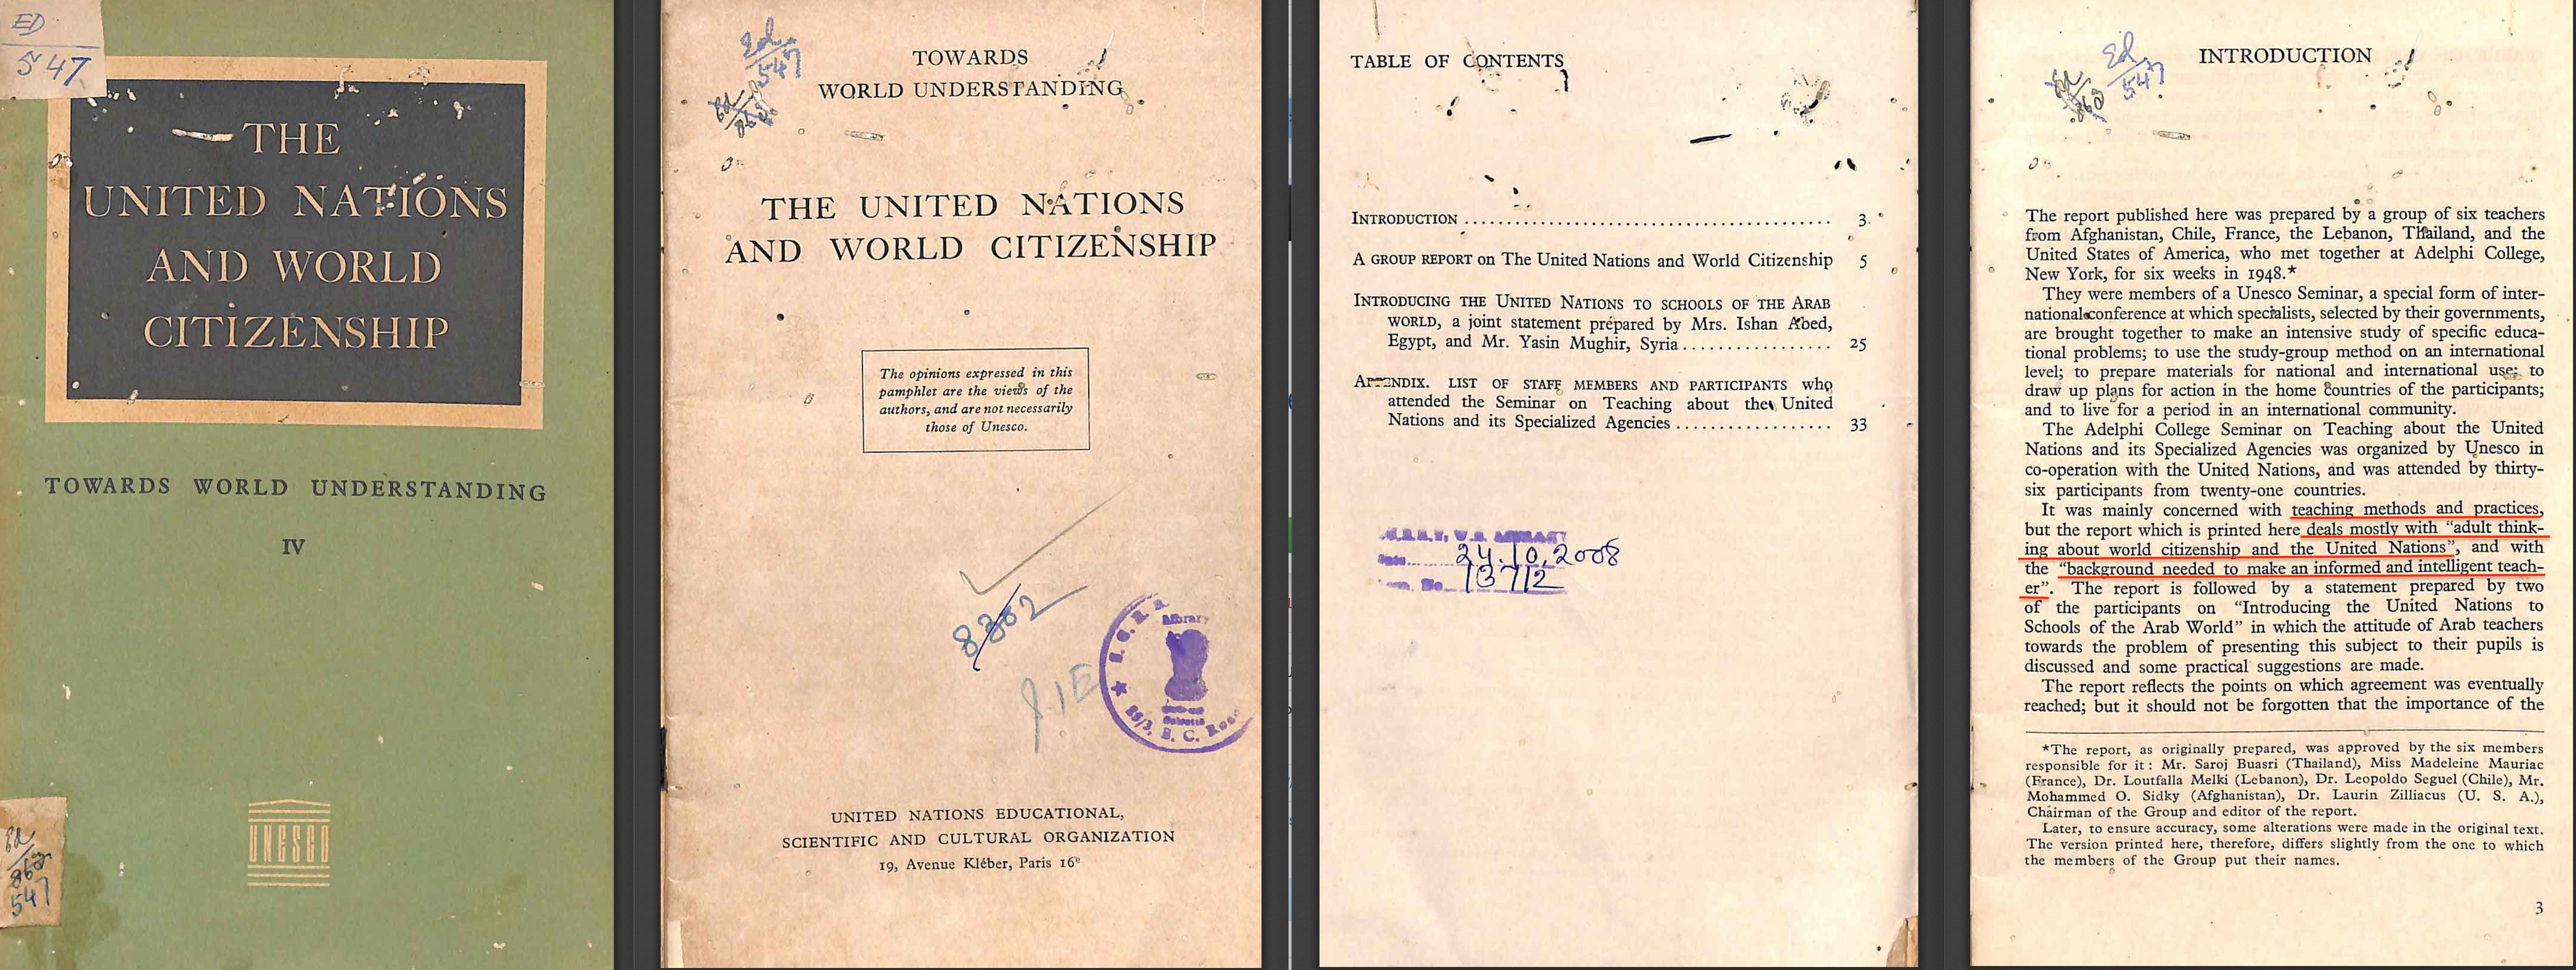 ED
547
THE
UNITED NATIONS
AND WORLD
CITIZENSHIP
TOWARDS WORLD UNDERSTANDING
IV
UNESCO
Ed
868
547
Ed
547
TOWARDS
WORLD UNDERSTANDING
THE UNITED NATIONS
AND WORLD CITIZENSHIP
The opinions expressed in this
pamphlet are the views of the
authors, and are not necessarily
those of Unesco.
8302
Library
Calcutta
UNITED NATIONS EDUCATIONAL,
SCIENTIFIC AND CULTURAL ORGANIZATION
19, Avenue Kléber, Paris 16e
TABLE OF CONTENTS
INTRODUCTION 3
A GROUP REPORT on The United Nations and World Citizenship 5
INTRODUCING THE UNITED NATIONS TO SCHOOLS OF THE ARAB
WORLD, a joint statement prepared by Mrs. Ishan Abed,
Egypt, and Mr. Yasin Mughir, Syria 25
APPENDIX. LIST OF STAFF MEMBERS AND PARTICIPANTS who
attended the Seminar on Teaching about the United
Nations and its Specialized Agencies 33
24.10.2008
13712
Ed
547
INTRODUCTION
The report published here was prepared by a group of six teachers
from Afghanistan, Chile, France, the Lebanon, Thailand, and the
United States of America, who met together at Adelphi College,
New York, for six weeks in 1948.*
They were members of a Unesco Seminar, a special form of inter-
national conference at which specialists, selected by their governments,
are brought together to make an intensive study of specific educa-
tional problems; to use the study-group method on an international
level; to prepare materials for national and international use; to
draw up plans for action in the home countries of the participants;
and to live for a period in an international community.
The Adelphi College Seminar on Teaching about the United
Nations and its Specialized Agencies was organized by Unesco in
co-operation with the United Nations, and was attended by thirty-
six participants from twenty-one countries.
It was mainly concerned with teaching methods and practices,
but the report which is printed here deals mostly with “adult think-
ing about world citizenship and the United Nations”, and with
the “background needed to make an informed and intelligent teach-
er”. The report is followed by a statement prepared by two
of the participants on “Introducing the United Nations to
Schools of the Arab World” in which the attitude of Arab teachers
towards the problem of presenting this subject to their pupils is
discussed and some practical suggestions are made.
The report reflects the points on which agreement was eventually
reached; but it should not be forgotten that the importance of the
*The report, as originally prepared, was approved by the six members
responsible for it : Mr. Saroj Buasri (Thailand), Miss Madeleine Mauriac
(France), Dr. Loutfalla Melki (Lebanon), Dr. Leopoldo Seguel (Chile), Mr.
Mohammed O. Sidky (Afghanistan), Dr. Laurin Zilliacus (U. S. A.),
Chairman of the Group and editor of the report.
Later, to ensure accuracy, some alterations were made in the original text.
The version printed here, therefore, differs slightly from the one to which
the members of the Group put their names.
3